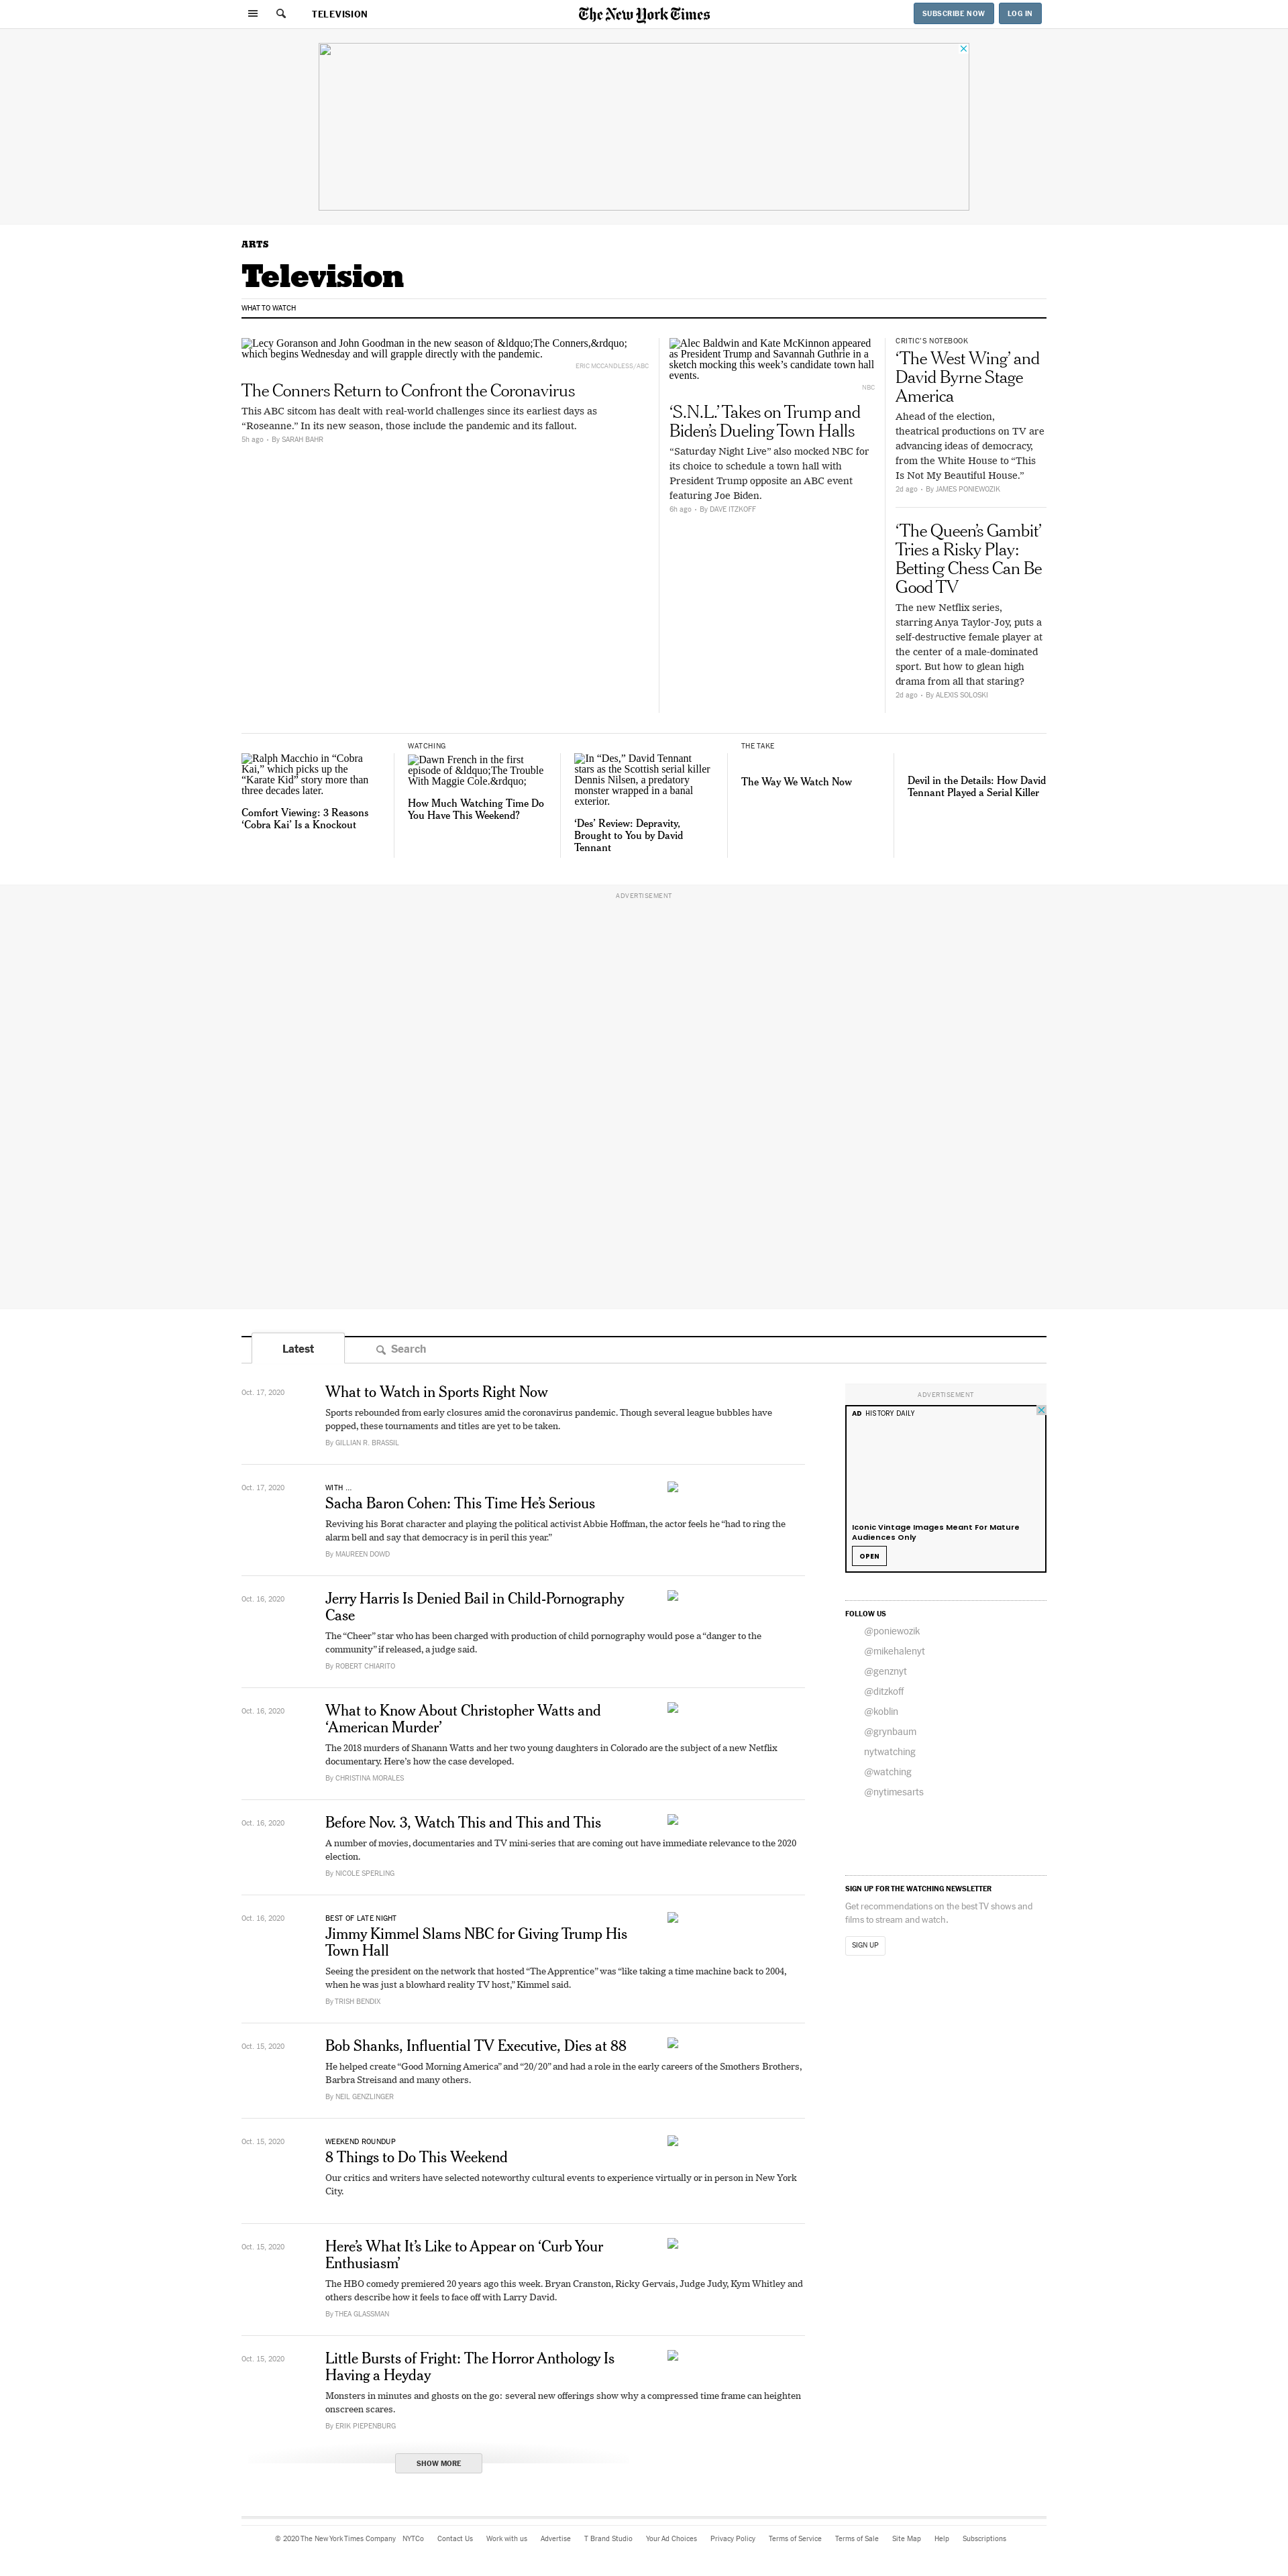 TELEVISION
The New York Times
SUBSCRIBE NOW
LOG IN
ARTS
Television
WHAT TO WATCH
Lecy Goranson and John Goodman in the new season of &ldquo;The Conners,&rdquo;
which begins Wednesday and will grapple directly with the pandemic.
ERIC MCCANDLESS/ABC
The Conners Return to Confront the Coronavirus
This ABC sitcom has dealt with real-world challenges since its earliest days as
“Roseanne.” In its new season, those include the pandemic and its fallout.
5h ago • By SARAH BAHR
Alec Baldwin and Kate McKinnon appeared
as President Trump and Savannah Guthrie in a
sketch mocking this week’s candidate town hall
events.
NBC
‘S.N.L.’ Takes on Trump and
Biden’s Dueling Town Halls
“Saturday Night Live” also mocked NBC for
its choice to schedule a town hall with
President Trump opposite an ABC event
featuring Joe Biden.
6h ago • By DAVE ITZKOFF
CRITIC’S NOTEBOOK
‘The West Wing’ and
David Byrne Stage
America
Ahead of the election,
theatrical productions on TV are
advancing ideas of democracy,
from the White House to “This
Is Not My Beautiful House.”
2d ago • By JAMES PONIEWOZIK
‘The Queen’s Gambit’
Tries a Risky Play:
Betting Chess Can Be
Good TV
The new Netflix series,
starring Anya Taylor-Joy, puts a
self-destructive female player at
the center of a male-dominated
sport. But how to glean high
drama from all that staring?
2d ago • By ALEXIS SOLOSKI
Ralph Macchio in “Cobra
Kai,” which picks up the
“Karate Kid” story more than
three decades later.
Comfort Viewing: 3 Reasons
‘Cobra Kai’ Is a Knockout
WATCHING
Dawn French in the first
episode of &ldquo;The Trouble
With Maggie Cole.&rdquo;
How Much Watching Time Do
You Have This Weekend?
In “Des,” David Tennant
stars as the Scottish serial killer
Dennis Nilsen, a predatory
monster wrapped in a banal
exterior.
‘Des’ Review: Depravity,
Brought to You by David
Tennant
THE TAKE
The Way We Watch Now
Devil in the Details: How David
Tennant Played a Serial Killer
ADVERTISEMENT
Latest
Search
Oct. 17, 2020
What to Watch in Sports Right Now
Sports rebounded from early closures amid the coronavirus pandemic. Though several league bubbles have
popped, these tournaments and titles are yet to be taken.
By GILLIAN R. BRASSIL
Oct. 17, 2020
WITH ...
Sacha Baron Cohen: This Time He’s Serious
Reviving his Borat character and playing the political activist Abbie Hoffman, the actor feels he “had to ring the
alarm bell and say that democracy is in peril this year.”
By MAUREEN DOWD
Oct. 16, 2020
Jerry Harris Is Denied Bail in Child-Pornography
Case
The “Cheer” star who has been charged with production of child pornography would pose a “danger to the
community” if released, a judge said.
By ROBERT CHIARITO
Oct. 16, 2020
What to Know About Christopher Watts and
‘American Murder’
The 2018 murders of Shanann Watts and her two young daughters in Colorado are the subject of a new Netflix
documentary. Here’s how the case developed.
By CHRISTINA MORALES
Oct. 16, 2020
Before Nov. 3, Watch This and This and This
A number of movies, documentaries and TV mini-series that are coming out have immediate relevance to the 2020
election.
By NICOLE SPERLING
Oct. 16, 2020
BEST OF LATE NIGHT
Jimmy Kimmel Slams NBC for Giving Trump His
Town Hall
Seeing the president on the network that hosted “The Apprentice” was “like taking a time machine back to 2004,
when he was just a blowhard reality TV host,” Kimmel said.
By TRISH BENDIX
Oct. 15, 2020
Bob Shanks, Influential TV Executive, Dies at 88
He helped create “Good Morning America” and “20/20” and had a role in the early careers of the Smothers Brothers,
Barbra Streisand and many others.
By NEIL GENZLINGER
Oct. 15, 2020
WEEKEND ROUNDUP
8 Things to Do This Weekend
Our critics and writers have selected noteworthy cultural events to experience virtually or in person in New York
City.
Oct. 15, 2020
Here’s What It’s Like to Appear on ‘Curb Your
Enthusiasm’
The HBO comedy premiered 20 years ago this week. Bryan Cranston, Ricky Gervais, Judge Judy, Kym Whitley and
others describe how it feels to face off with Larry David.
By THEA GLASSMAN
Oct. 15, 2020
Little Bursts of Fright: The Horror Anthology Is
Having a Heyday
Monsters in minutes and ghosts on the go: several new offerings show why a compressed time frame can heighten
onscreen scares.
By ERIK PIEPENBURG
SHOW MORE
ADVERTISEMENT
AD HISTORY DAILY
Iconic Vintage Images Meant For Mature
Audiences Only
OPEN
FOLLOW US
@poniewozik
@mikehalenyt
@genznyt
@ditzkoff
@koblin
@grynbaum
nytwatching
@watching
@nytimesarts
SIGN UP FOR THE WATCHING NEWSLETTER
Get recommendations on the best TV shows and
films to stream and watch.
SIGN UP
© 2020 The New York Times Company NYTCo Contact Us Work with us Advertise T Brand Studio Your Ad Choices Privacy Policy Terms of Service Terms of Sale Site Map Help Subscriptions